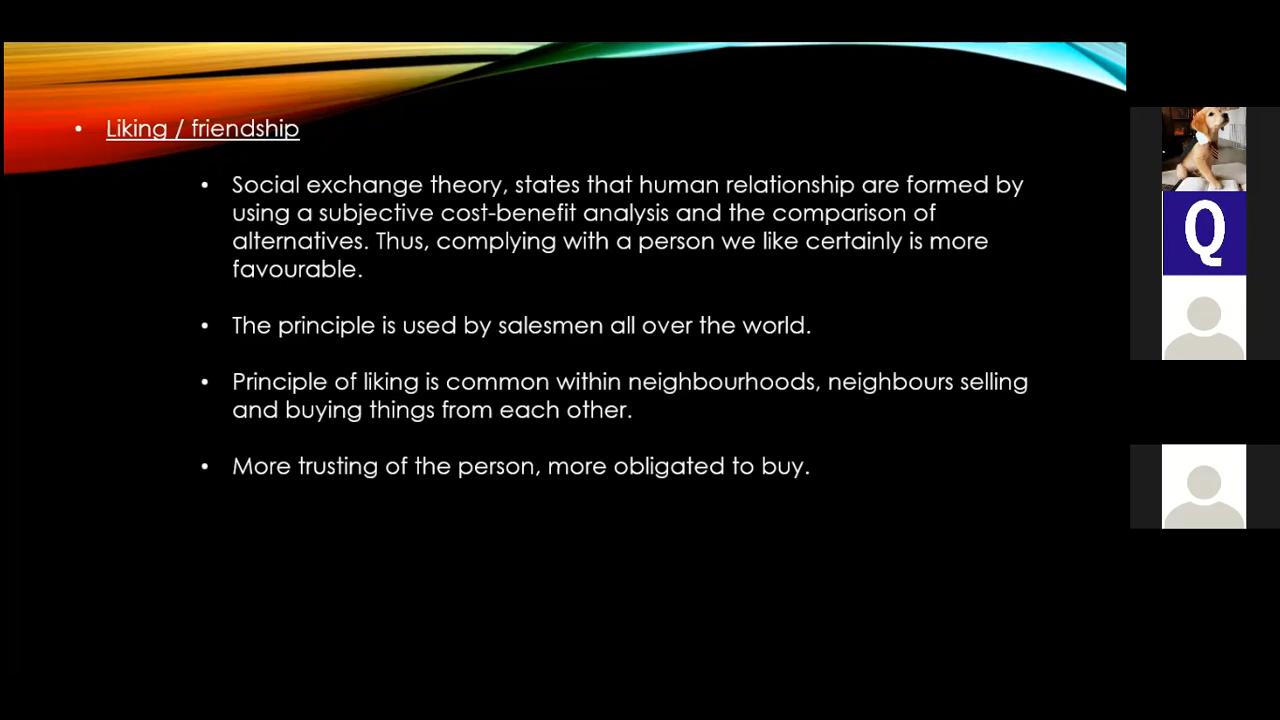 • Liking / friendship
• Social exchange theory, states that human relationship are formed by
using a subjective cost-benefit analysis and the comparison of
alternatives. Thus, complying with a person we like certainly is more
favourable.
• The principle is used by salesmen all over the world.
• Principle of liking is common within neighbourhoods, neighbours selling
and buying things from each other.
• More trusting of the person, more obligated to buy.
Q